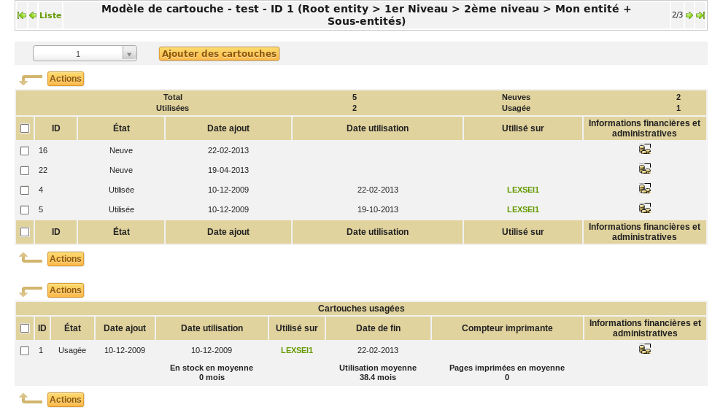 Liste Modèle de cartouche - test - ID 1 (Root entity > 1er Niveau > 2ème niveau > Mon entité + 2/3
Sous-entités)
1 Ajouter des cartouches
Actions
Total 5 Neuves 2
Utilisées 2 Usagée 1
ID État Date ajout Date utilisation Utilisé sur Informations financières et
administratives
16 Neuve 22-02-2013
22 Neuve 19-04-2013
4 Utilisée 10-12-2009 22-02-2013 LEXSEI1
5 Utilisée 10-12-2009 19-10-2013 LEXSEI1
ID État Date ajout Date utilisation Utilisé sur Informations financières et
administratives
Actions
Actions
Cartouches usagées
ID État Date ajout Date utilisation Utilisé sur Date de fin Compteur imprimante Informations financières et
administratives
1 Usagée 10-12-2009 10-12-2009 LEXSEI1 22-02-2013
En stock en moyenne Utilisation moyenne Pages imprimées en moyenne
0 mois 38.4 mois 0
Actions